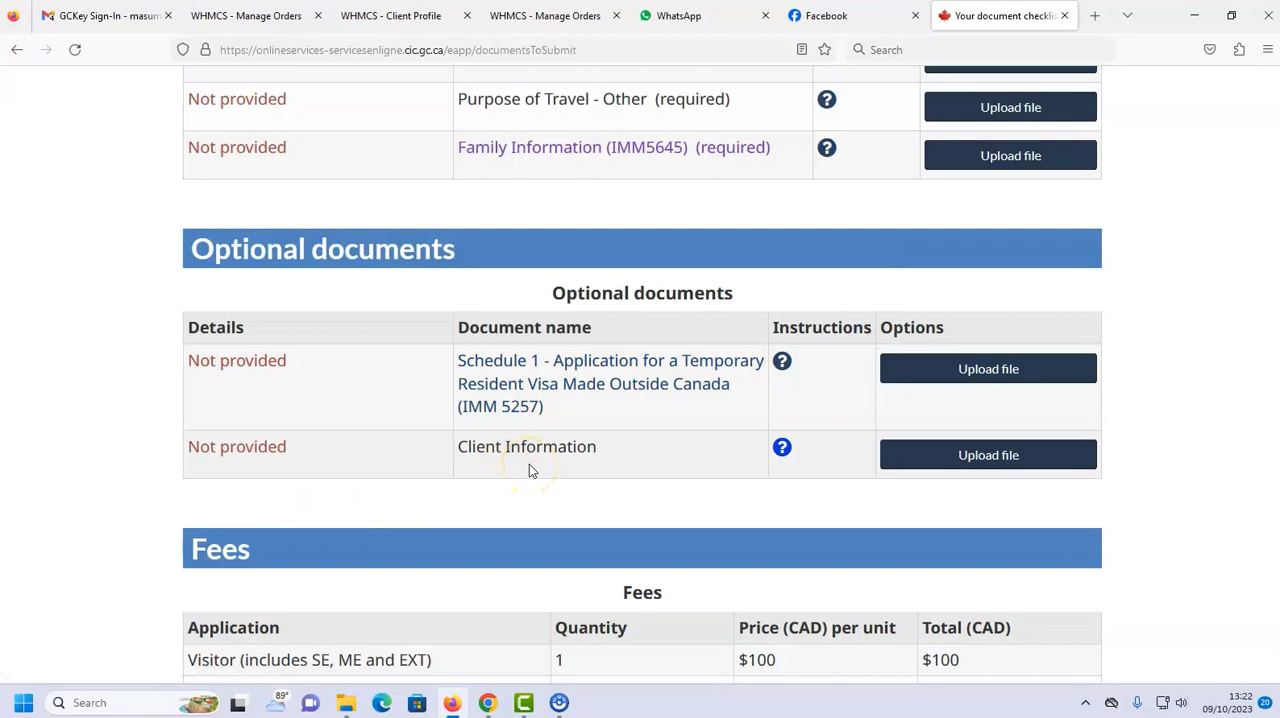 GCKey Sign-In - masum
WHMCS - Manage Orders
WHMCS - Client Profile
WHMCS - Manage Orders
WhatsApp
Facebook
Your document checklis
https://onlineservices-servicesenligne.cic.gc.ca/eapp/documentsToSubmit
Search
Not provided Purpose of Travel - Other (required) ? Upload file
Not provided Family Information (IMM5645) (required) ? Upload file
Optional documents
Optional documents
Details Document name Instructions Options
Not provided Schedule 1 - Application for a Temporary ? Upload file
Resident Visa Made Outside Canada
(IMM 5257)
Not provided Client Information ? Upload file
Fees
Fees
Application Quantity Price (CAD) per unit Total (CAD)
Visitor (includes SE, ME and EXT) 1 $100 $100
Search
89°
13:22
09/10/2023
20